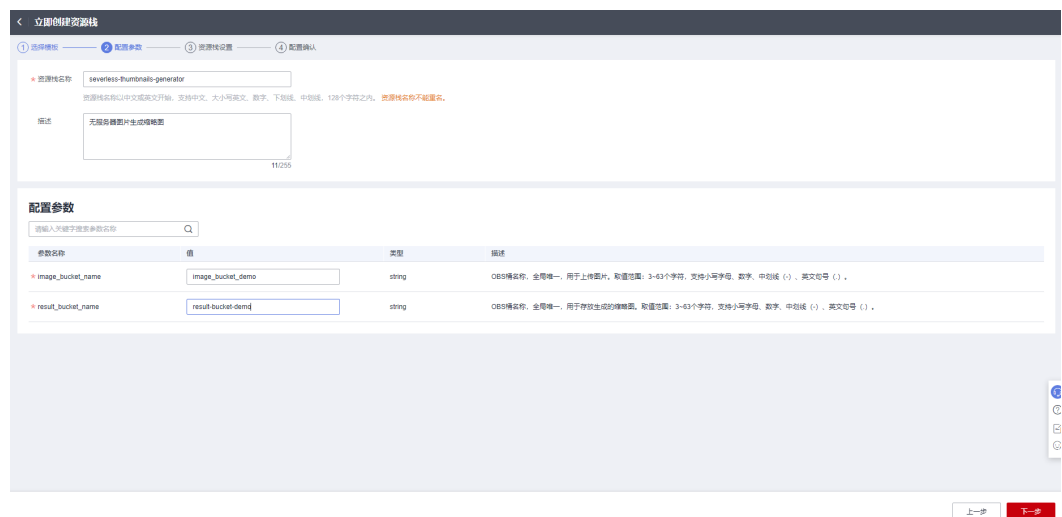 立即创建资源栈
1 选择模板 2 配置参数 3 资源栈设置 4 配置确认
* 资源栈名称 severless-thumbnails-generator
资源栈名称以中文或英文开始，支持中文、大小写英文、数字、下划线、中划线，128个字符之内。 资源栈名称不能重名。
描述 无服务器图片生成缩略图
11/255
配置参数
请输入关键字搜索参数名称
参数名称 值 类型 描述
* image_bucket_name image_bucket_demo string OBS桶名称，全局唯一，用于上传图片。取值范围：3~63个字符，支持小写字母、数字、中划线（-）、英文句号（.）。
* result_bucket_name result-bucket-demo string OBS桶名称，全局唯一，用于存放生成的缩略图。取值范围：3~63个字符，支持小写字母、数字、中划线（-）、英文句号（.）。
上一步 下一步